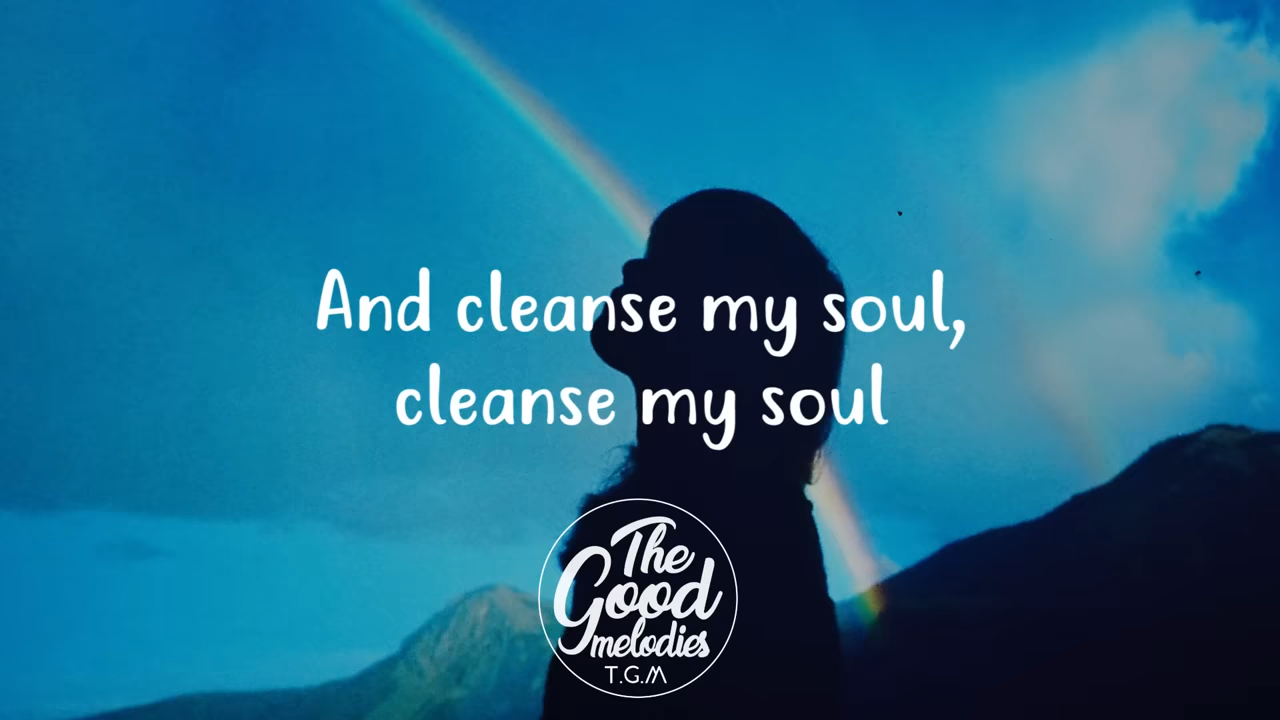 And cleanse my soul,
cleanse my soul
The
Good
melodies
T.G.M